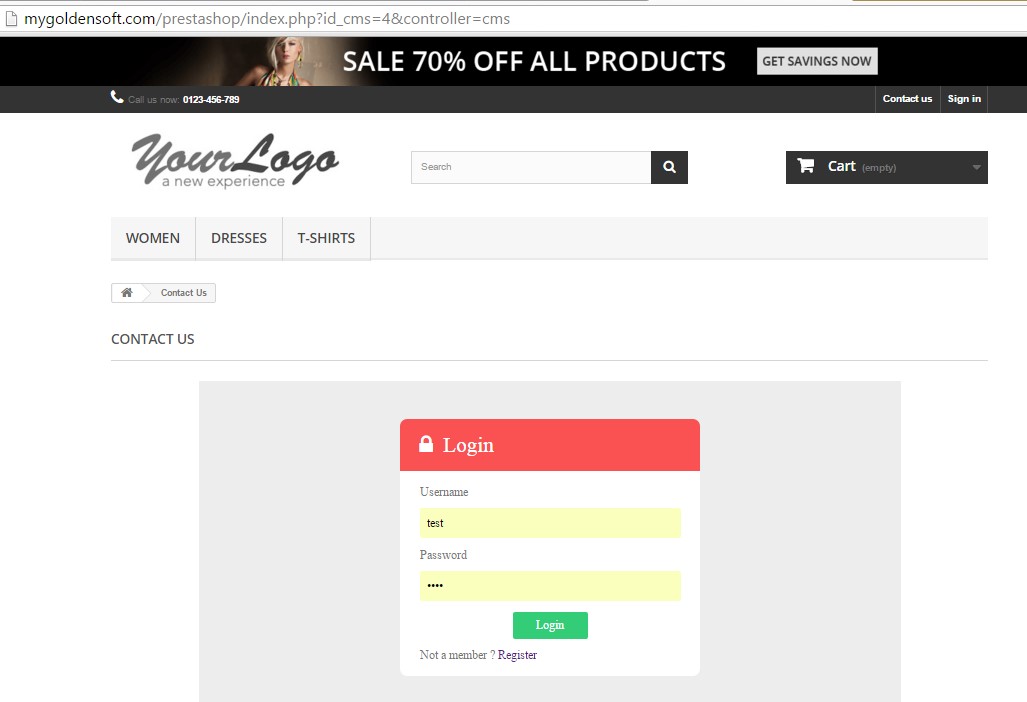 mygoldensoft.com/prestashop/index.php?id_cms=4&controller=cms
SALE 70% OFF ALL PRODUCTS GET SAVINGS NOW
Call us now: 0123-456-789 Contact us Sign in
YourLogo
a new experience
Search
Cart (empty)
WOMEN DRESSES T-SHIRTS
Contact Us
CONTACT US
Login
Username
test
Password
••••
Login
Not a member ? Register